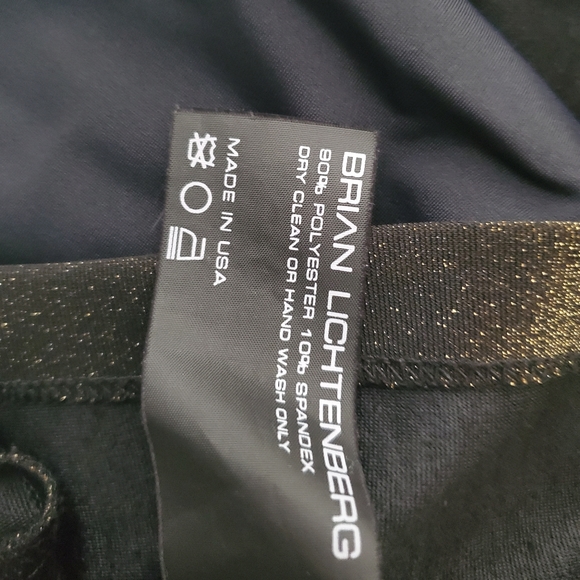 BRIAN LICHTENBERG
90% POLYESTER 10% SPANDEX
DRY CLEAN OR HAND WASH ONLY
MADE IN USA